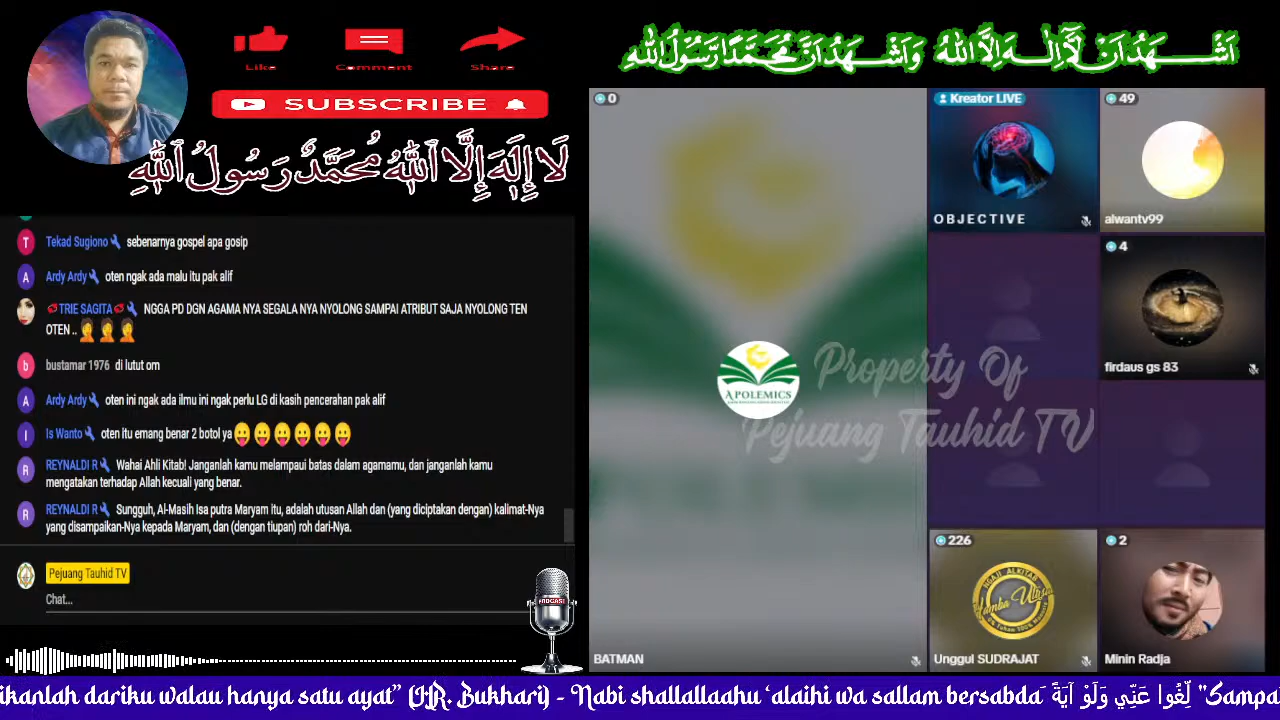 Like
Comment
Share
SUBSCRIBE
لَا إِلٰهَ إِلَّا ٱللّٰهُ مُحَمَّدٌ رَسُولُ ٱللّٰهِ
اَشْهَدُ اَنْ لَّا اِلٰهَ اِلَّا اللهُ وَاَشْهَدُ اَنَّ مُحَمَّدًا رَّسُوْلُ اللهِ
T Tekad Sugiono sebenarnya gospel apa gosip
A Ardy Ardy oten ngak ada malu itu pak alif
TRIE SAGITA NGGA PD DGN AGAMA NYA SEGALA NYA NYOLONG SAMPAI ATRIBUT SAJA NYOLONG TEN
OTEN .. 🤦🤦🤦
b bustamar 1976 di lutut om
A Ardy Ardy oten ini ngak ada ilmu ini ngak perlu LG di kasih pencerahan pak alif
I Is Wanto oten itu emang benar 2 botol ya😛😛😛😛😛😛
R REYNALDI R Wahai Ahli Kitab! Janganlah kamu melampaui batas dalam agamamu, dan janganlah kamu
mengatakan terhadap Allah kecuali yang benar.
R REYNALDI R Sungguh, Al-Masih Isa putra Maryam itu, adalah utusan Allah dan (yang diciptakan dengan) kalimat-Nya
yang disampaikan-Nya kepada Maryam, dan (dengan tiupan) roh dari-Nya.
Pejuang Tauhid TV
Chat...
PODCAST
0
Kreator LIVE
49
OBJECTIVE
alwantv99
4
firdaus gs 83
APOLEMICS
Property Of
Pejuang Tauhid TV
226
NGAJI ALKITAB
2
BATMAN
Unggul SUDRAJAT
Minin Radja
ikanlah dariku walau hanya satu ayat” (HR. Bukhari) - Nabi shallallaahu ‘alaihi wa sallam bersabda لِّغُوا عَنِّي وَلَوْ آيَةً "Sampa